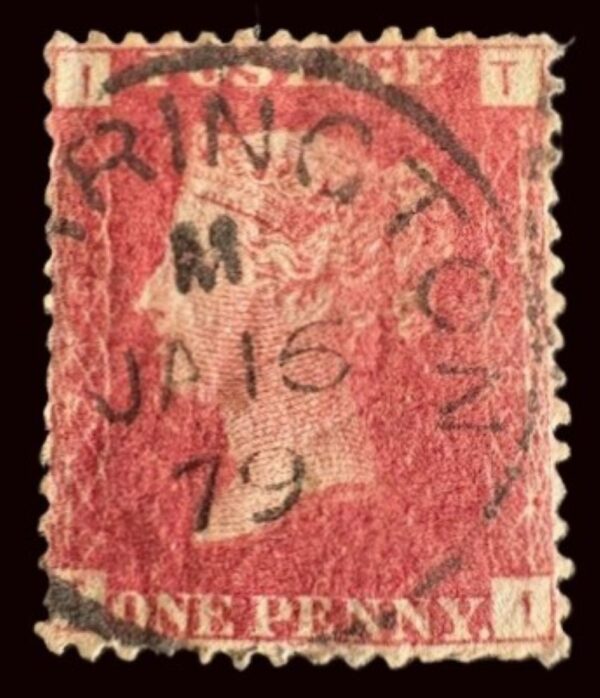 I POSTAGE T
RINGTON
M
JA 16
79
ONE PENNY. I